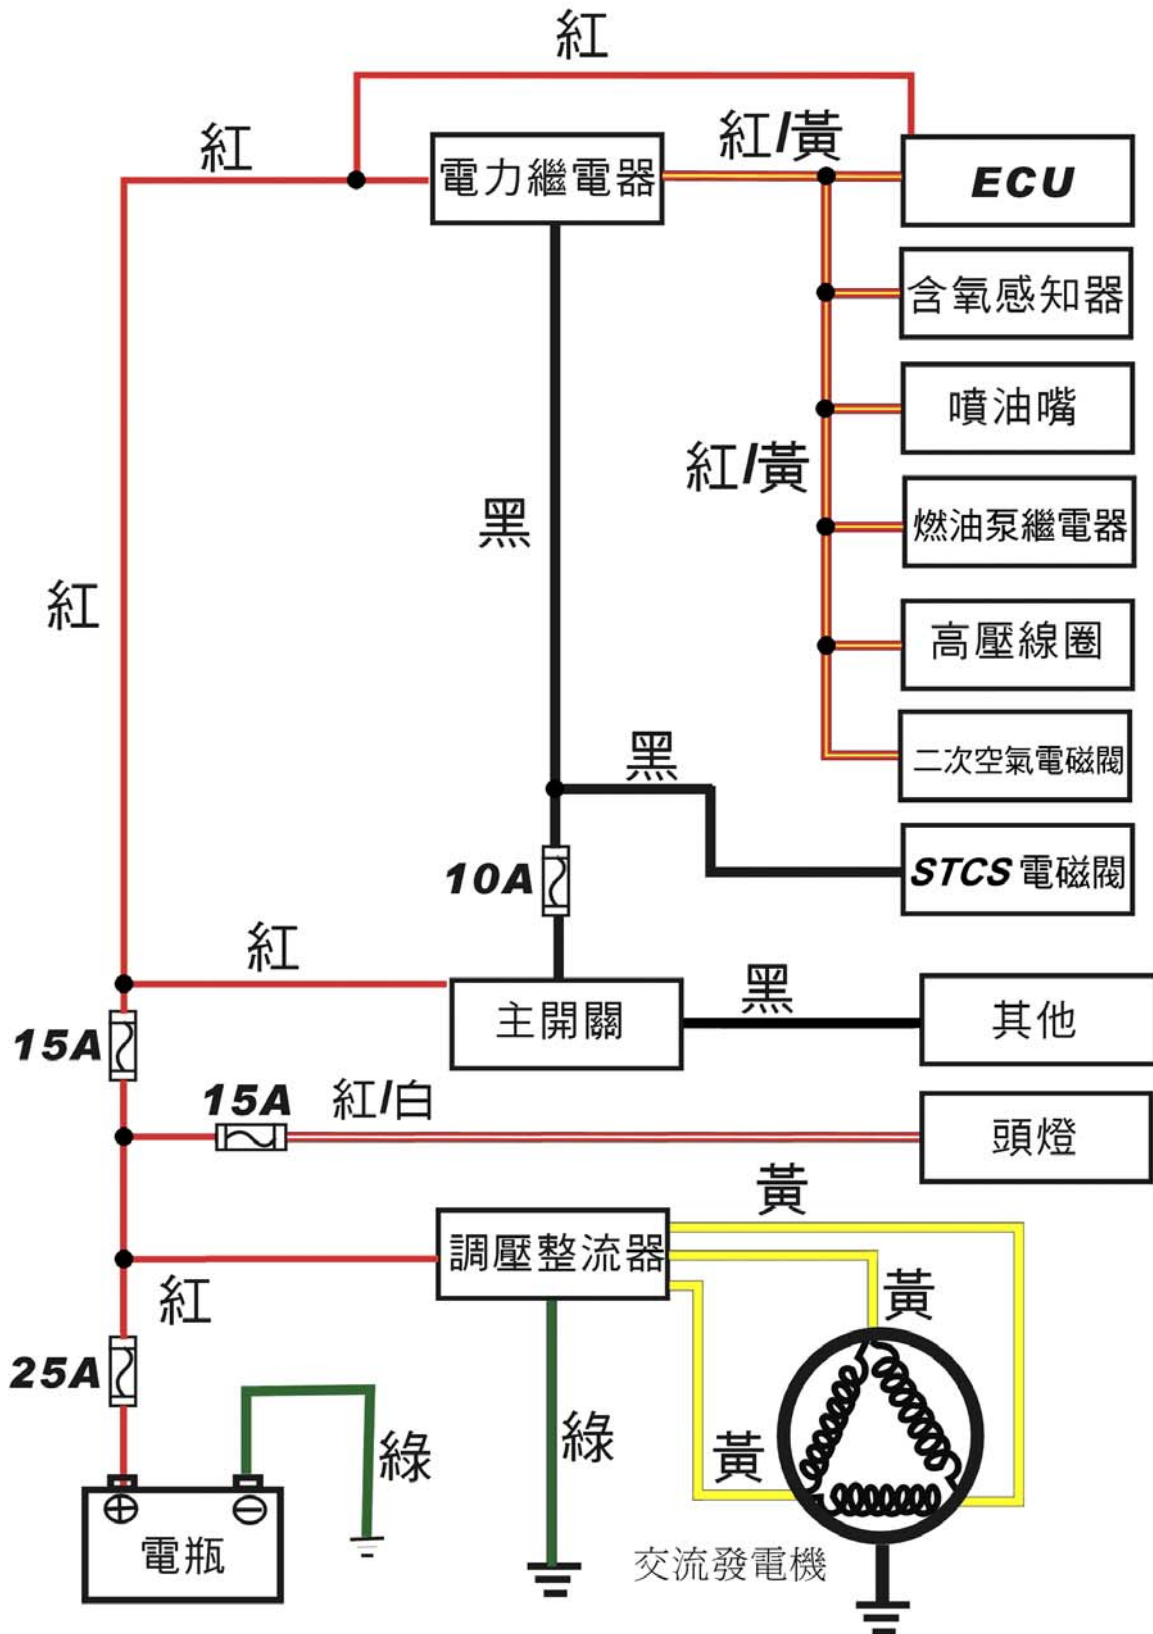 紅
紅
電力繼電器
紅/黃
ECU
含氧感知器
噴油嘴
紅/黃
黑
燃油泵繼電器
紅
高壓線圈
黑
二次空氣電磁閥
10A
STCS 電磁閥
紅
主開關
黑
其他
15A
15A
紅/白
頭燈
黃
調壓整流器
紅
黃
25A
綠
綠
黃
電瓶
交流發電機